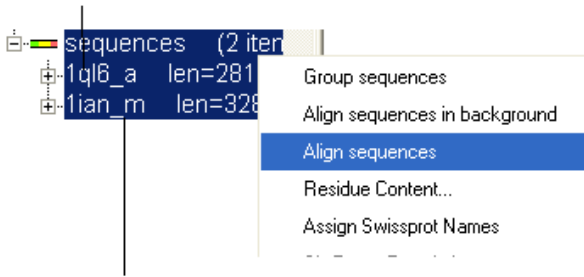 sequences (2 iten
1ql6_a len=281
1ian_m len=328
Group sequences
Align sequences in background
Align sequences
Residue Content...
Assign Swissprot Names